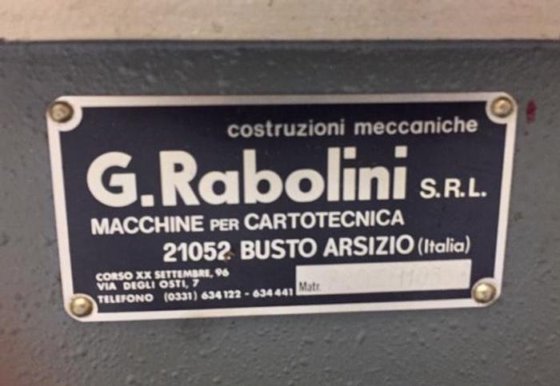 costruzioni meccaniche
G.Rabolini S.R.L.
MACCHINE PER CARTOTECNICA
21052 BUSTO ARSIZIO (Italia)
CORSO XX SETTEMBRE, 96
VIA DEGLI OSTI, 7
TELEFONO (0331) 634122 - 634441 Matr.